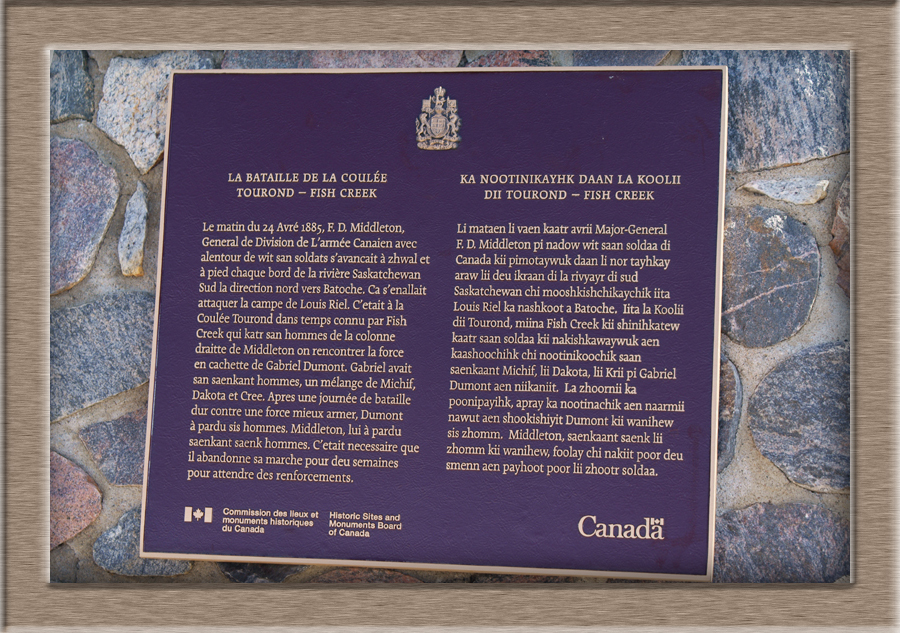 LA BATAILLE DE LA COULÉE
TOUROND – FISH CREEK
Le matin du 24 Avré 1885, F. D. Middleton,
General de Division de L'armée Canaien avec
alentour de wit san soldats s'avancait à zhwal et
à pied chaque bord de la rivière Saskatchewan
Sud la direction nord vers Batoche. Ca s'enallait
attaquer la campe de Louis Riel. C'etait à la
Coulée Tourond dans temps connu par Fish
Creek qui katr san hommes de la colonne
draitte de Middleton on rencontrer la force
en cachette de Gabriel Dumont. Gabriel avait
san saenkant hommes, un mélange de Michif,
Dakota et Cree. Apres une journée de bataille
dur contre une force mieux armer, Dumont
à pardu sis hommes. Middleton, lui à pardu
saenkant saenk hommes. C'etait necessaire que
il abandonne sa marche pour deu semaines
pour attendre des renforcements.
KA NOOTINIKAYHK DAAN LA KOOLII
DII TOUROND – FISH CREEK
Li mataen li vaen kaatr avrii Major-General
F. D. Middleton pi nadow wit saan soldaa di
Canada kii pimotaywuk daan li nor tayhkay
araw lii deu ikraan di la rivyayr di sud
Saskatchewan chi mooshkishchikaychik iita
Louis Riel ka nashkoot a Batoche. Iita la Koolii
dii Tourond, miina Fish Creek kii shinihkatew
kaatr saan soldaa kii nakishkawaywuk aen
kaashoochihk chi nootinikoochik saan
saenkaant Michif, lii Dakota, lii Krii pi Gabriel
Dumont aen niikaniit. La zhoornii ka
poonipayihk, apray ka nootinachik aen naarmii
nawut aen shookishiyit Dumont kii wanihew
sis zhomm. Middleton, saenkaant saenk lii
zhomm kii wanihew, foolay chi nakiit poor deu
smenn aen payhoot poor lii zhootr soldaa.
Commission des lieux et
monuments historiques
du Canada
Historic Sites and
Monuments Board
of Canada
Canada